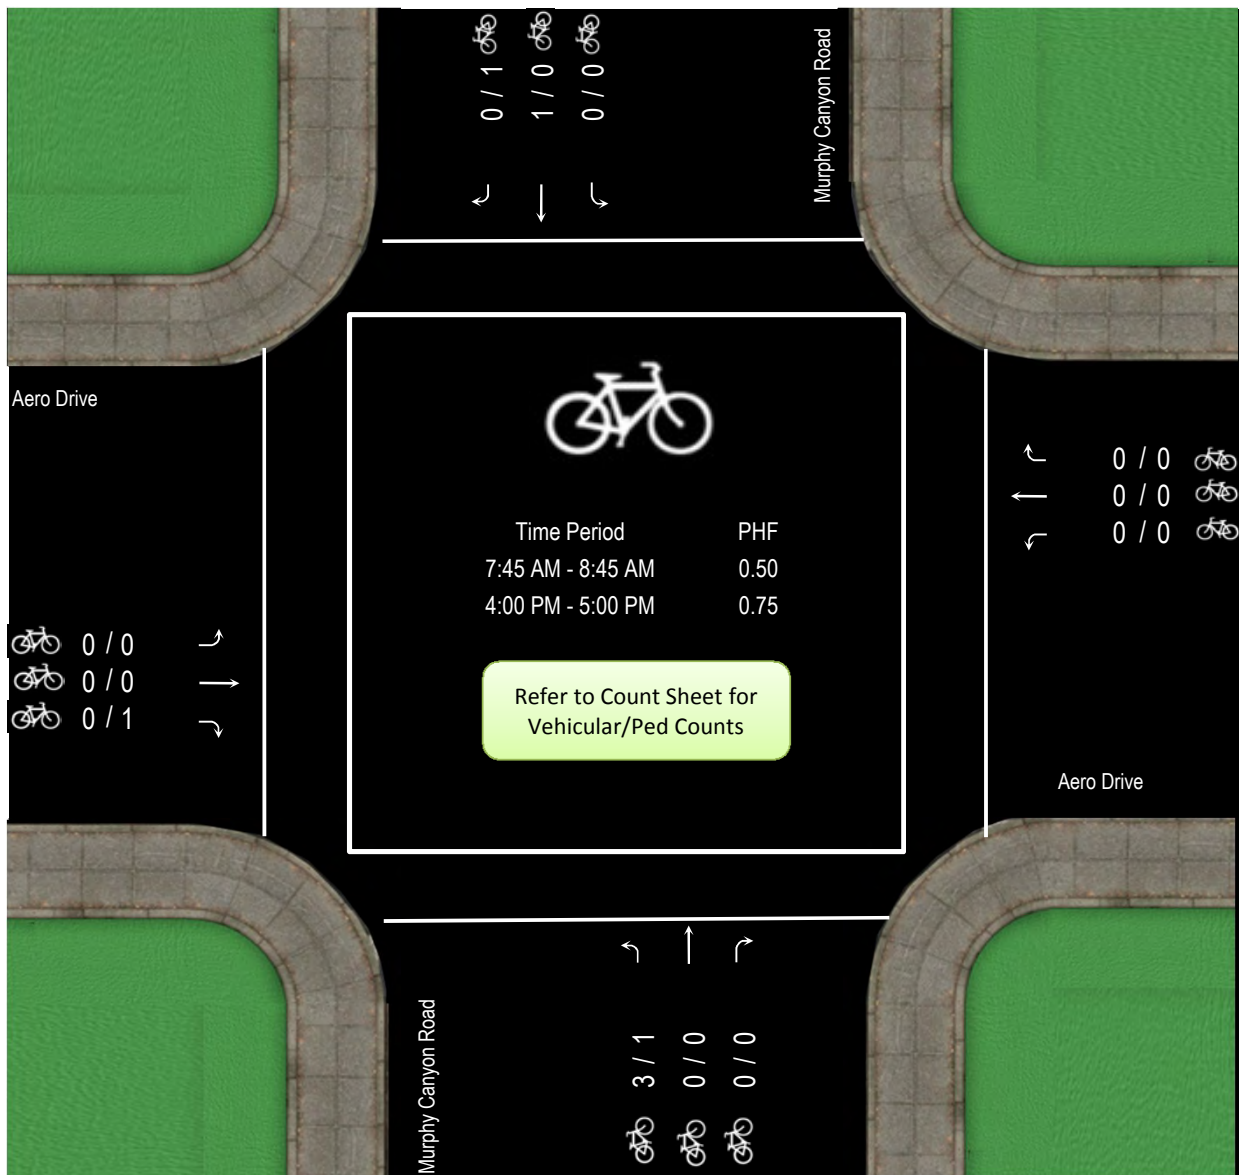 0 / 1
1 / 0
0 / 0
Murphy Canyon Road
Aero Drive
0 / 0
0 / 0
0 / 0
Time Period PHF
7:45 AM - 8:45 AM 0.50
4:00 PM - 5:00 PM 0.75
0 / 0
0 / 0
0 / 1
Refer to Count Sheet for
Vehicular/Ped Counts
Aero Drive
Murphy Canyon Road
3 / 1
0 / 0
0 / 0